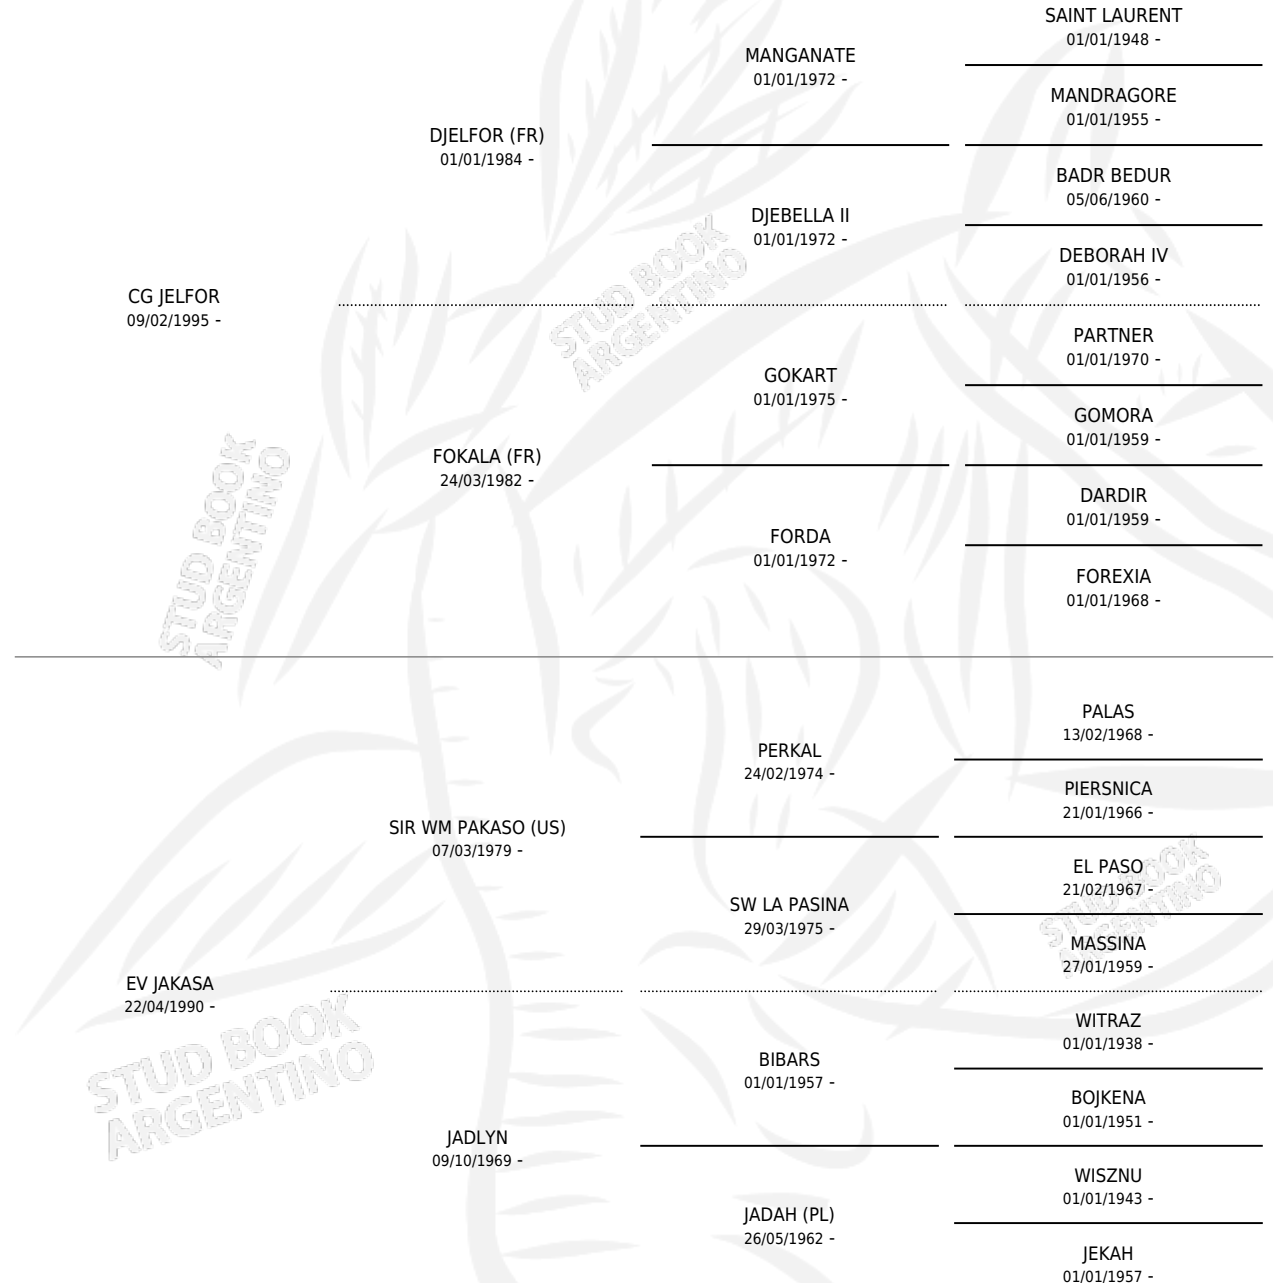 SAINT LAURENT
01/01/1948 -
MANGANATE
01/01/1972 -
MANDRAGORE
01/01/1955 -
DJELFOR (FR)
01/01/1984 -
BADR BEDUR
05/06/1960 -
DJEBELLA II
01/01/1972 -
DEBORAH IV
01/01/1956 -
CG JELFOR
09/02/1995 -
STUD BOOK
ARGENTINO
PARTNER
01/01/1970 -
GOKART
01/01/1975 -
GOMORA
01/01/1959 -
FOKALA (FR)
24/03/1982 -
DARDIR
01/01/1959 -
FORDA
01/01/1972 -
FOREXIA
01/01/1968 -
STUD BOOK
ARGENTINO
PALAS
13/02/1968 -
PERKAL
24/02/1974 -
PIERSNICA
21/01/1966 -
SIR WM PAKASO (US)
07/03/1979 -
EL PASO
21/02/1967 -
SW LA PASINA
29/03/1975 -
STUD BOOK
ARGENTINO
MASSINA
27/01/1959 -
EV JAKASA
22/04/1990 -
WITRAZ
01/01/1938 -
BIBARS
01/01/1957 -
STUD BOOK
ARGENTINO
BOJKENA
01/01/1951 -
JADLYN
09/10/1969 -
WISZNU
01/01/1943 -
JADAH (PL)
26/05/1962 -
JEKAH
01/01/1957 -